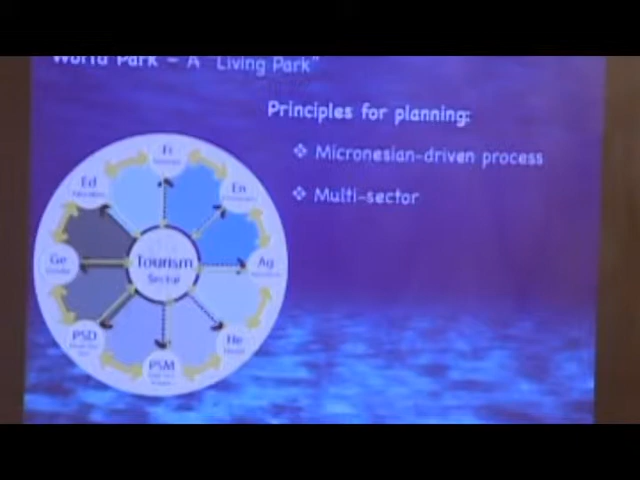 World Park - A "Living Park"
Principles for planning:
❖ Micronesian-driven process
❖ Multi-sector
Fi
Ed
En
Tourism
Sector
Ge
Ag
PSD
He
PSM